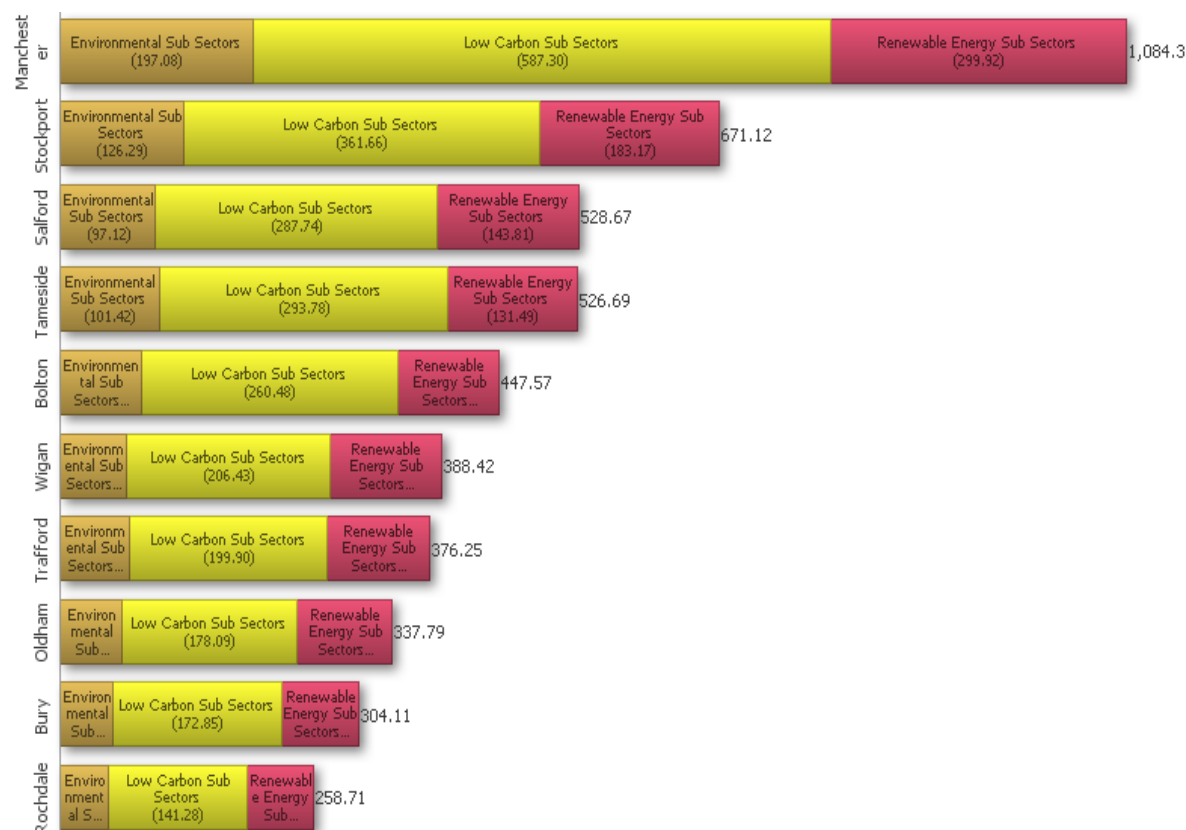 Manchest
er
Environmental Sub Sectors
(197.08)
Low Carbon Sub Sectors
(587.30)
Renewable Energy Sub Sectors
(299.92)
1,084.3
Stockport
Environmental Sub
Sectors
(126.29)
Low Carbon Sub Sectors
(361.66)
Renewable Energy Sub
Sectors
(183.17)
671.12
Salford
Environmental
Sub Sectors
(97.12)
Low Carbon Sub Sectors
(287.74)
Renewable Energy
Sub Sectors
(143.81)
528.67
Tameside
Environmental
Sub Sectors
(101.42)
Low Carbon Sub Sectors
(293.78)
Renewable Energy
Sub Sectors
(131.49)
526.69
Bolton
Environmen
tal Sub
Sectors...
Low Carbon Sub Sectors
(260.48)
Renewable
Energy Sub
Sectors...
447.57
Wigan
Environm
ental Sub
Sectors...
Low Carbon Sub Sectors
(206.43)
Renewable
Energy Sub
Sectors...
388.42
Trafford
Environm
ental Sub
Sectors...
Low Carbon Sub Sectors
(199.90)
Renewable
Energy Sub
Sectors...
376.25
Oldham
Environ
mental
Sub...
Low Carbon Sub Sectors
(178.09)
Renewable
Energy Sub
Sectors...
337.79
Bury
Environ
mental
Sub...
Low Carbon Sub Sectors
(172.85)
Renewable
Energy Sub
Sectors...
304.11
Rochdale
Enviro
nment
al S...
Low Carbon Sub
Sectors
(141.28)
Renewabl
e Energy
Sub...
258.71